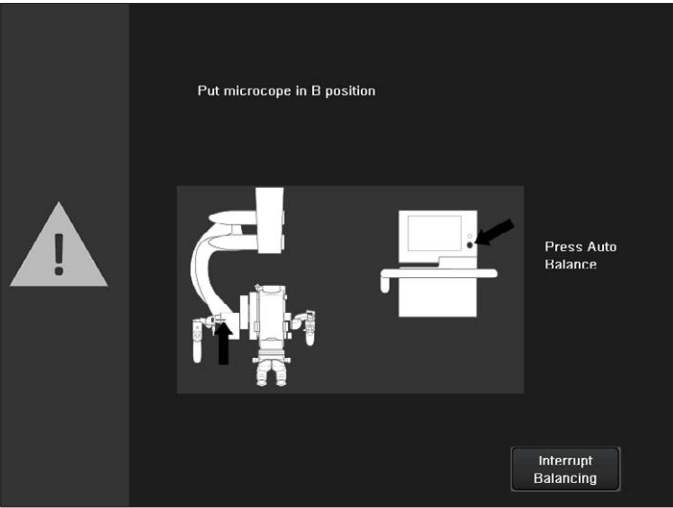 Put microcope in B position
Press Auto
Balance
Interrupt
Balancing